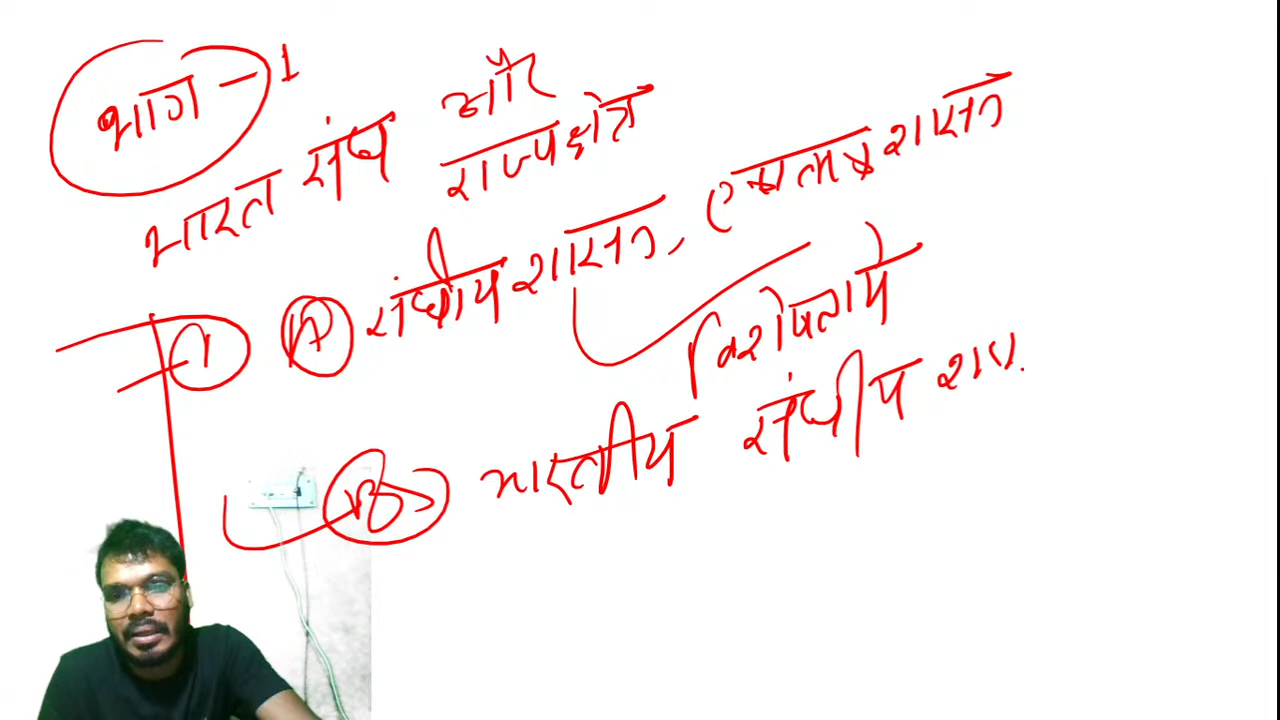 भाग - 1
भारत संघ और
राज्यक्षेत्र
1 A संघीय शासन, एकात्मक शासन
विशेषताये
B भारतीय संघीय शा